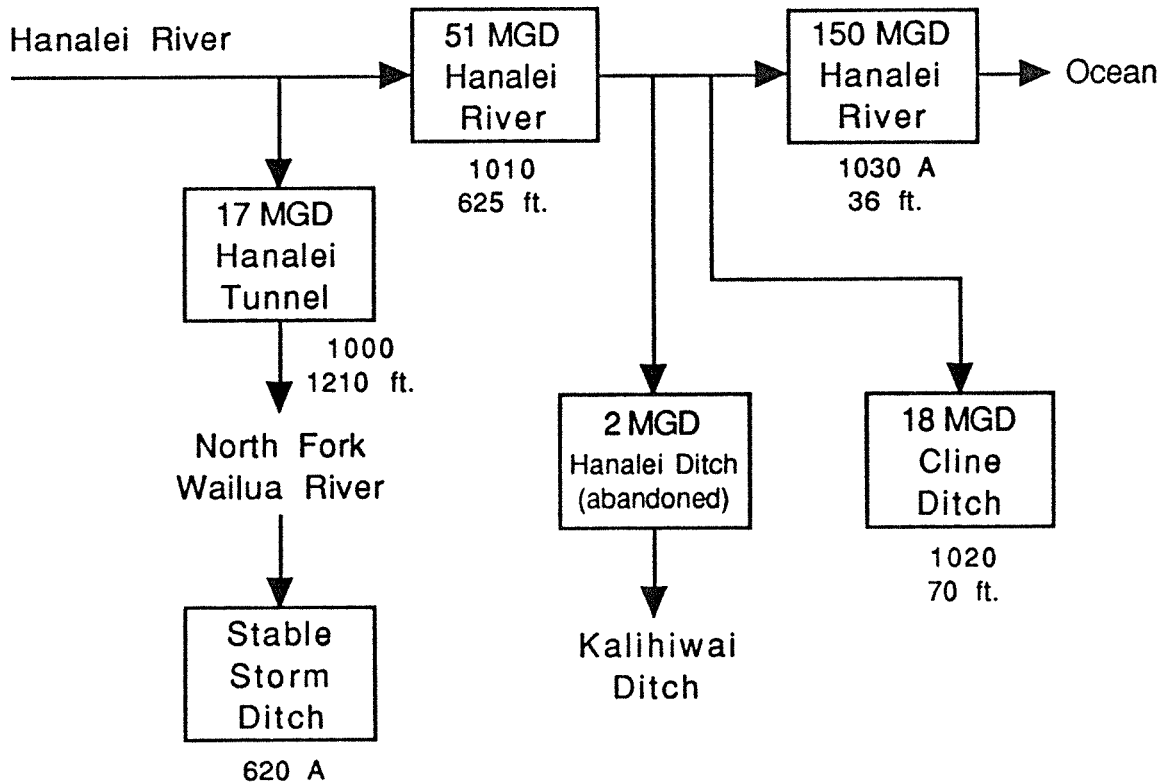 Hanalei River
51 MGD
Hanalei
River
1010
625 ft.
150 MGD
Hanalei
River
1030 A
36 ft.
Ocean
17 MGD
Hanalei
Tunnel
1000
1210 ft.
North Fork
Wailua River
Stable
Storm
Ditch
620 A
2 MGD
Hanalei Ditch
(abandoned)
Kalihiwai
Ditch
18 MGD
Cline
Ditch
1020
70 ft.